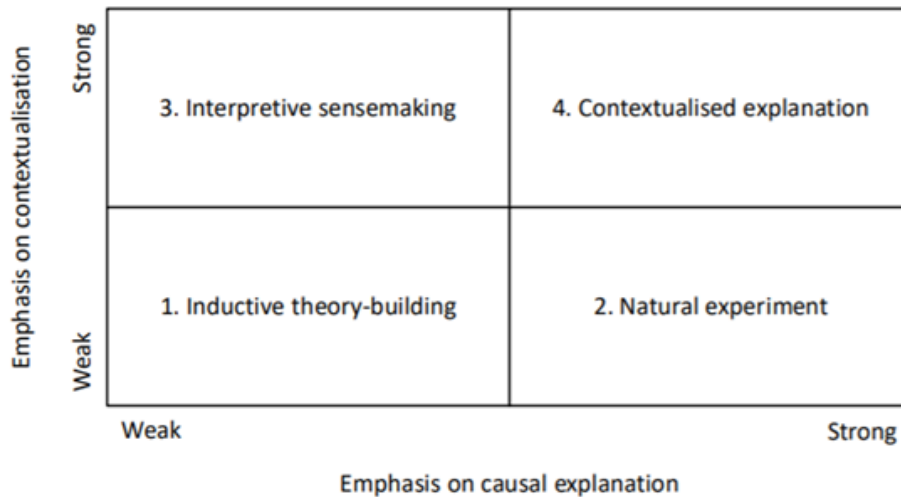 Emphasis on contextualisation
Strong
Weak
3. Interpretive sensemaking
4. Contextualised explanation
1. Inductive theory-building
2. Natural experiment
Weak
Strong
Emphasis on causal explanation